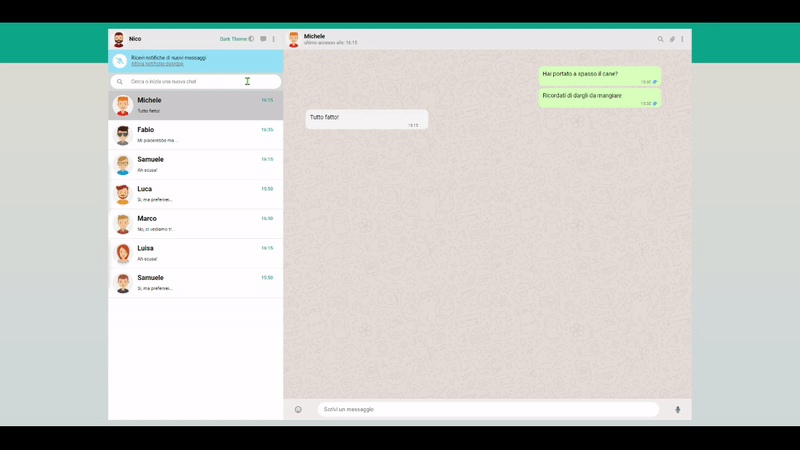 Nico
Dark Theme
Ricevi notifiche di nuovi messaggi
Attiva notifiche desktop
Cerca o inizia una nuova chat
Michele
16:15
Tutto fatto!
Fabio
16:30
Mi piacerebbe ma ...
Samuele
16:15
Ah scusa!
Luca
15:50
Si, ma preferirei...
Marco
16:30
No, ci vediamo tr...
Luisa
16:15
Ah scusa!
Samuele
15:50
Si, ma preferirei...
Michele
ultimo accesso alle: 16:15
Hai portato a spasso il cane?
Ricordati di dargli da mangiare
15:50
Tutto fatto!
16:15
Scrivi un messaggio